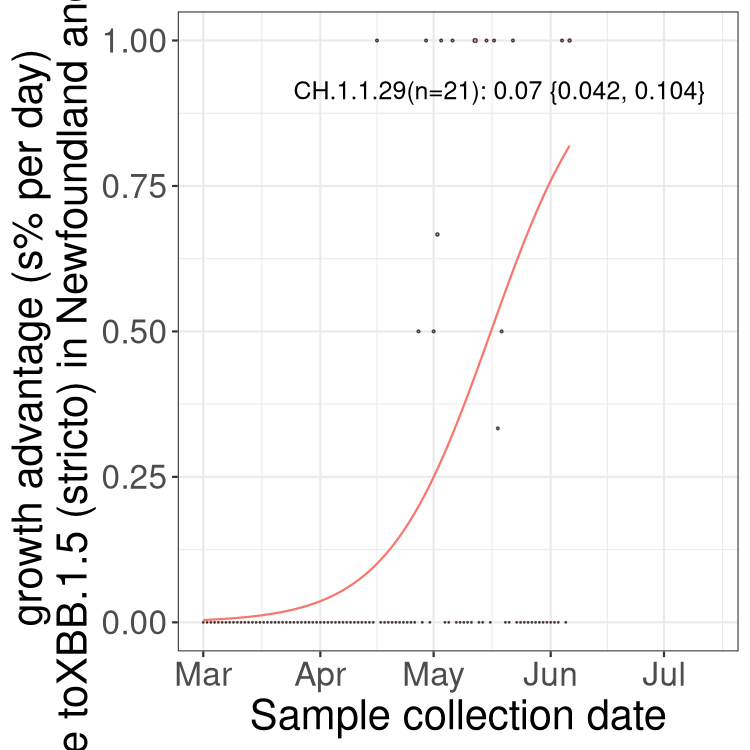 growth advantage (s% per day)
toXBB.1.5 (stricto) in Newfoundland
1.00
0.75
0.50
0.25
0.00
CH.1.1.29(n=21): 0.07 {0.042, 0.104}
Mar Apr May Jun Jul
Sample collection date